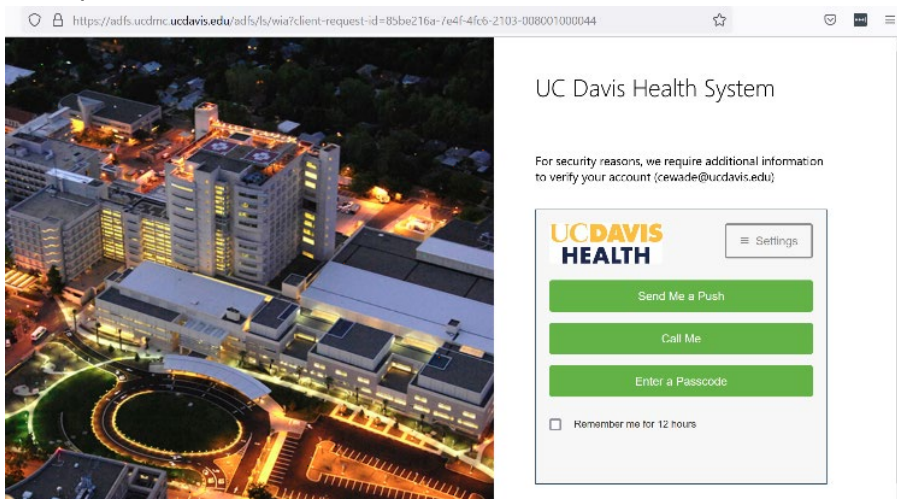 https://adfs.ucdmc.ucdavis.edu/adfs/ls/wia?client-request-id=85be216a-7e4f-4fc6-2103-008001000044
UC Davis Health System
For security reasons, we require additional information
to verify your account (cewade@ucdavis.edu)
UCDAVIS
HEALTH
≡ Settings
Send Me a Push
Call Me
Enter a Passcode
Remember me for 12 hours